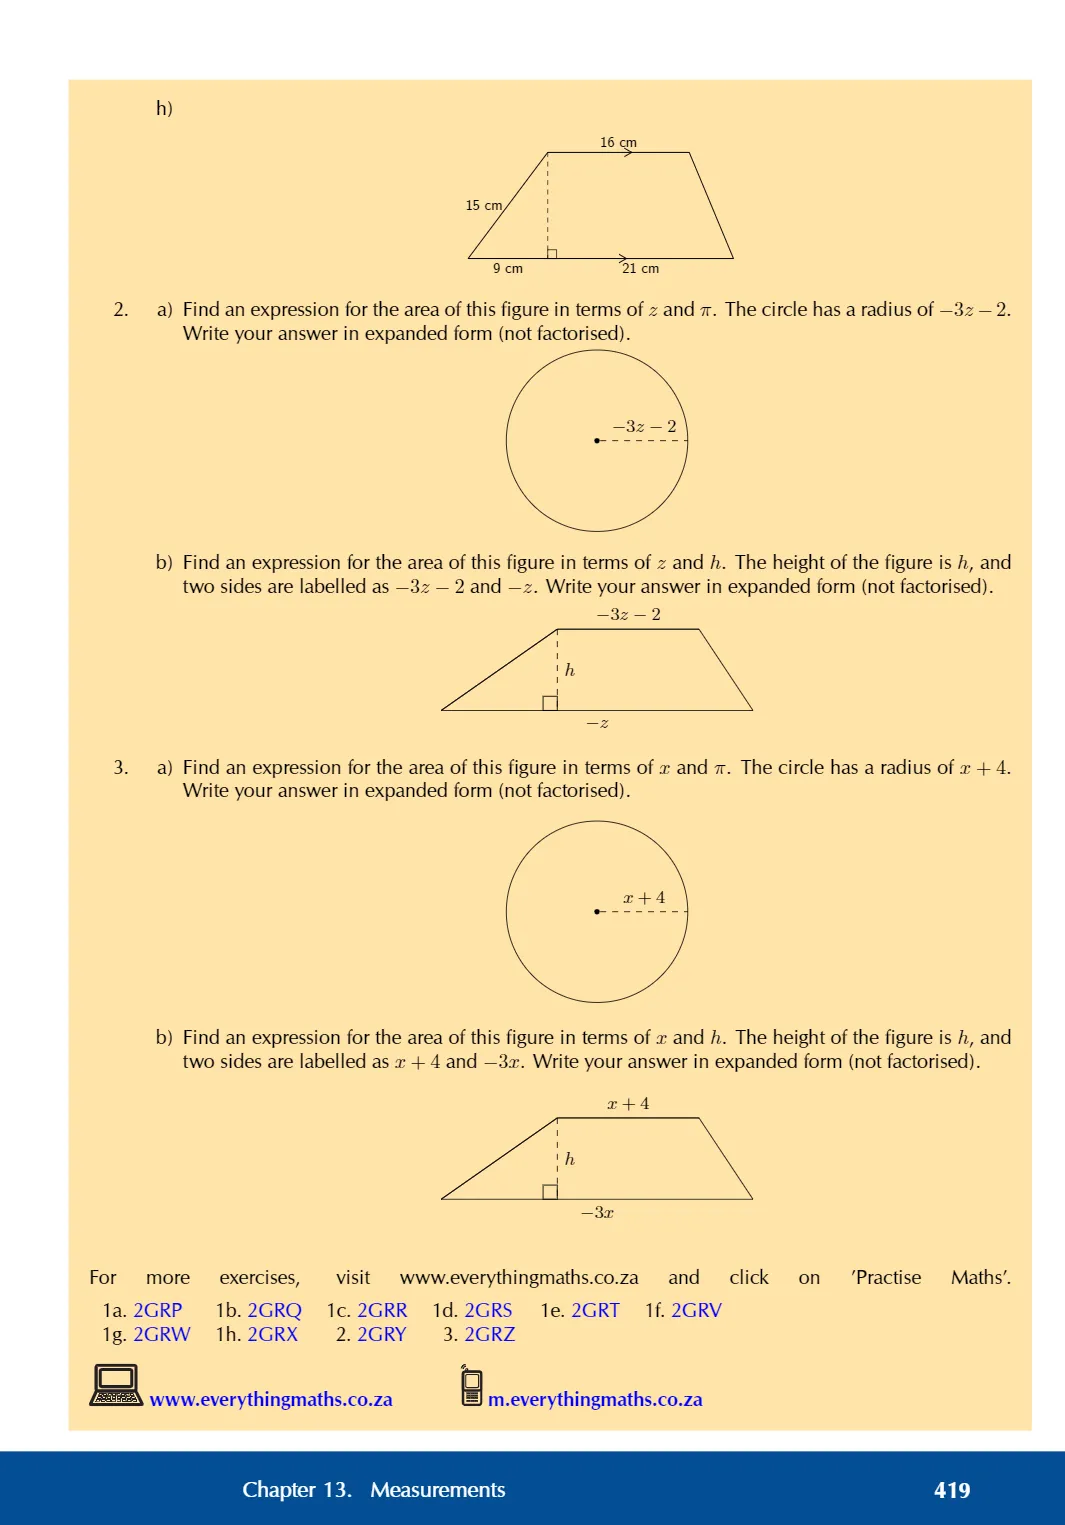 h)
16 cm
15 cm
9 cm
21 cm
2. a) Find an expression for the area of this figure in terms of z and π. The circle has a radius of −3z − 2.
Write your answer in expanded form (not factorised).
−3z − 2
b) Find an expression for the area of this figure in terms of z and h. The height of the figure is h, and
two sides are labelled as −3z − 2 and −z. Write your answer in expanded form (not factorised).
−3z − 2
h
−z
3. a) Find an expression for the area of this figure in terms of x and π. The circle has a radius of x + 4.
Write your answer in expanded form (not factorised).
x + 4
b) Find an expression for the area of this figure in terms of x and h. The height of the figure is h, and
two sides are labelled as x + 4 and −3x. Write your answer in expanded form (not factorised).
x + 4
h
−3x
For more exercises, visit www.everythingmaths.co.za and click on ’Practise Maths’.
1a. 2GRP 1b. 2GRQ 1c. 2GRR 1d. 2GRS 1e. 2GRT 1f. 2GRV
1g. 2GRW 1h. 2GRX 2. 2GRY 3. 2GRZ
www.everythingmaths.co.za m.everythingmaths.co.za
Chapter 13. Measurements 419